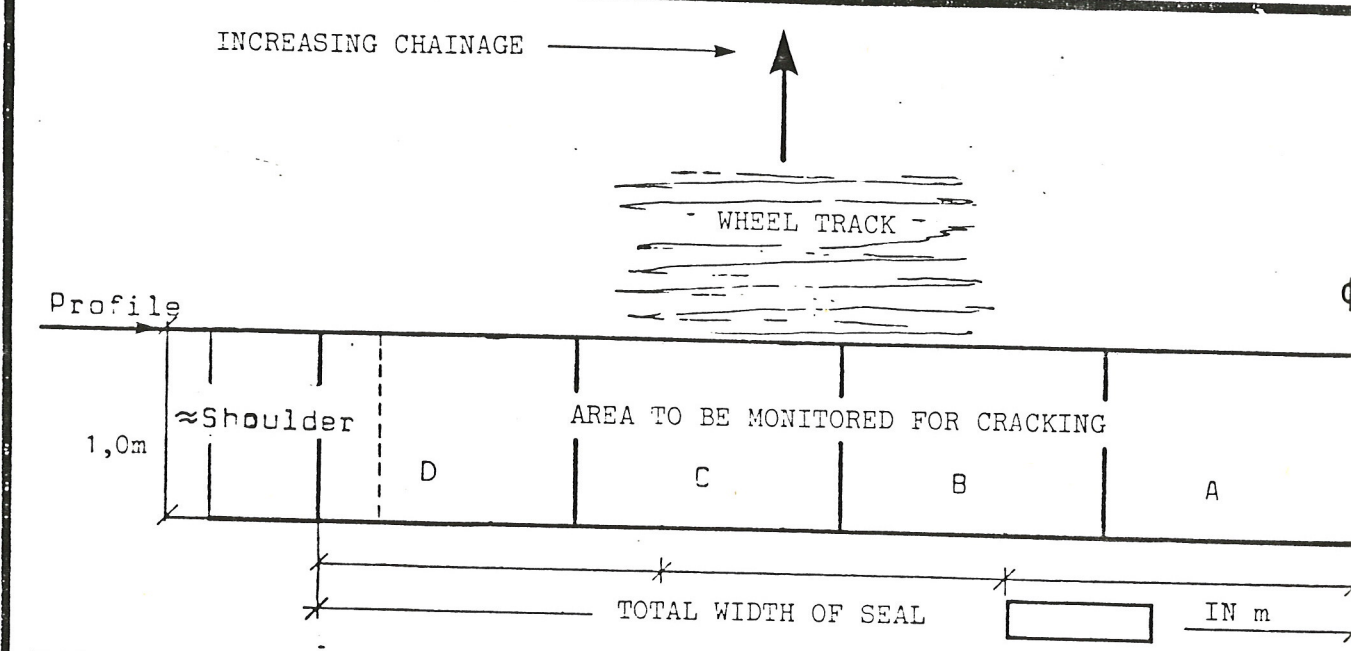 INCREASING CHAINAGE
- WHEEL TRACK -
Profile
≈Shoulder
AREA TO BE MONITORED FOR CRACKING
1,0m
D
C
B
A
TOTAL WIDTH OF SEAL
IN m